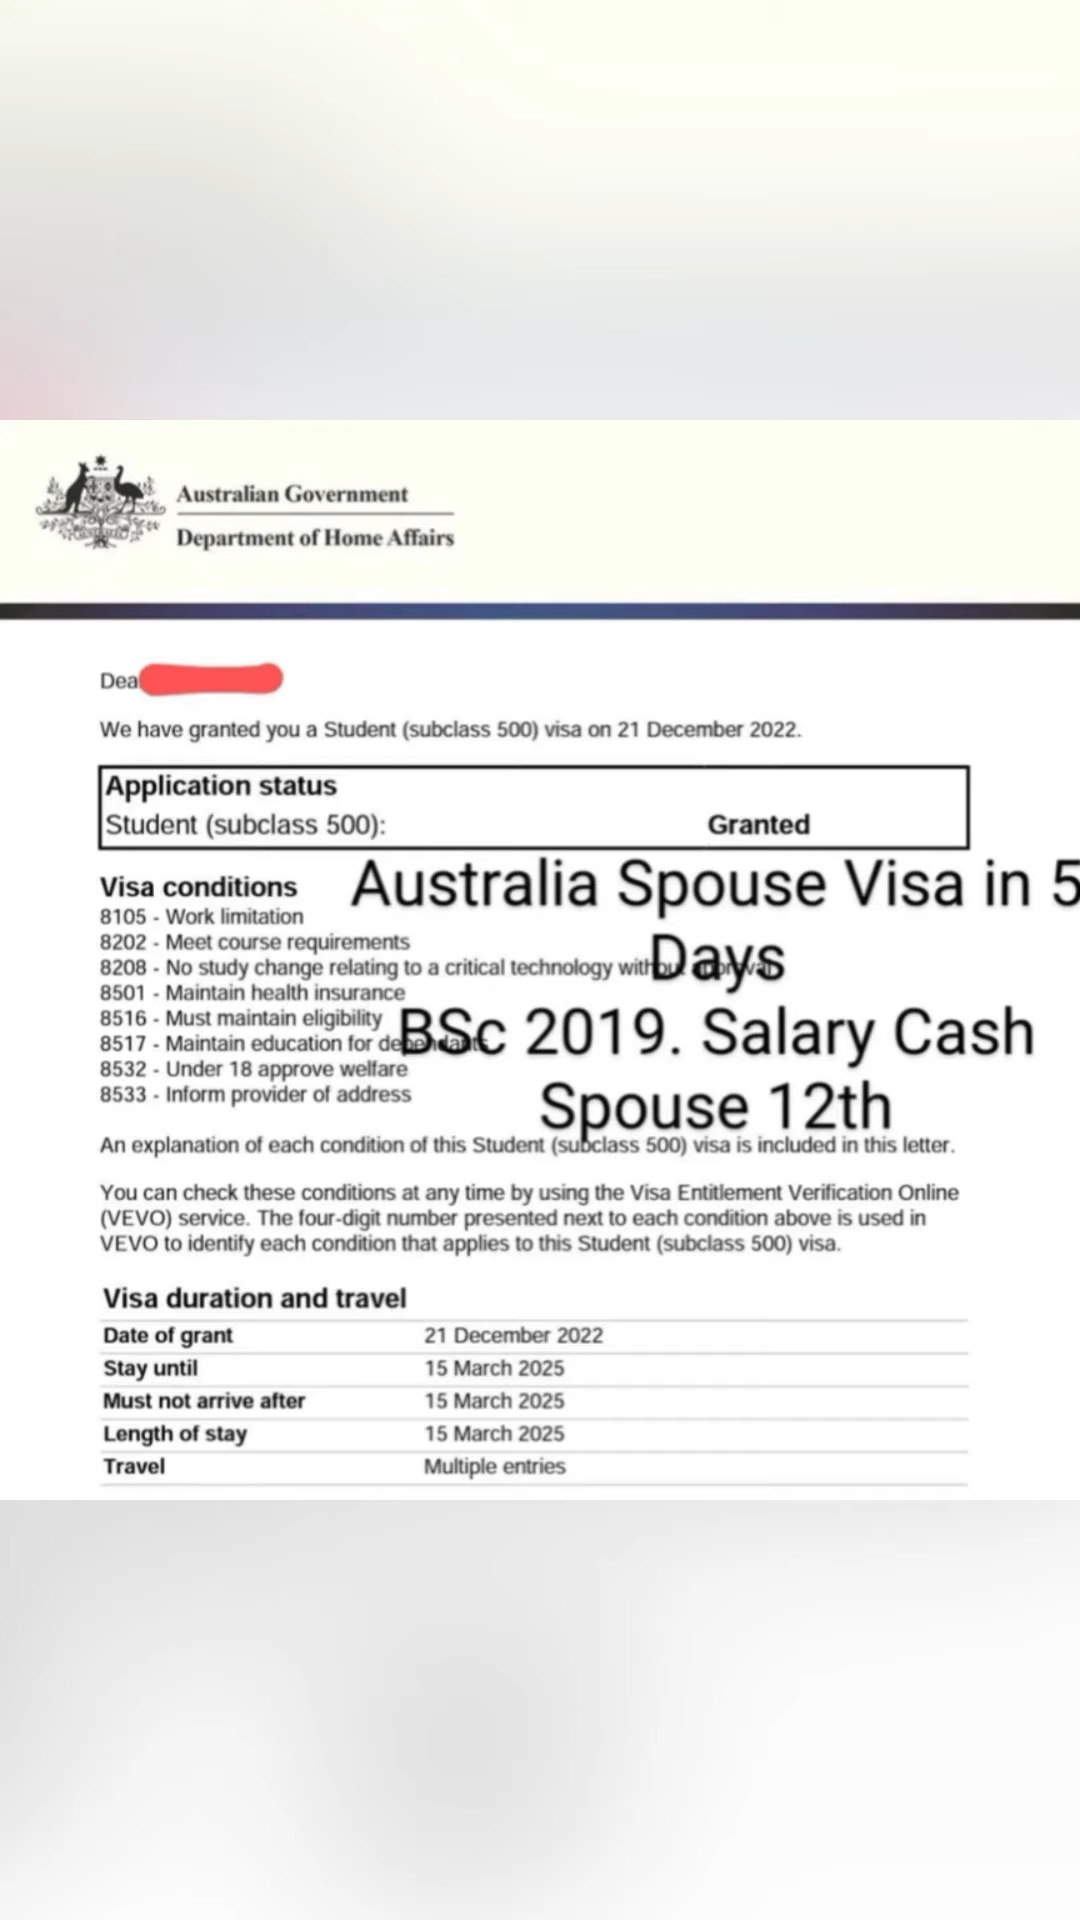 Australian Government
Department of Home Affairs
Dea
We have granted you a Student (subclass 500) visa on 21 December 2022.
Application status
Student (subclass 500): Granted
Visa conditions
8105 - Work limitation
8202 - Meet course requirements
8208 - No study change relating to a critical technology without approval
8501 - Maintain health insurance
8516 - Must maintain eligibility
8517 - Maintain education for dependants
8532 - Under 18 approve welfare
8533 - Inform provider of address
Australia Spouse Visa in 5
Days
BSc 2019. Salary Cash
Spouse 12th
An explanation of each condition of this Student (subclass 500) visa is included in this letter.
You can check these conditions at any time by using the Visa Entitlement Verification Online
(VEVO) service. The four-digit number presented next to each condition above is used in
VEVO to identify each condition that applies to this Student (subclass 500) visa.
Visa duration and travel
Date of grant 21 December 2022
Stay until 15 March 2025
Must not arrive after 15 March 2025
Length of stay 15 March 2025
Travel Multiple entries